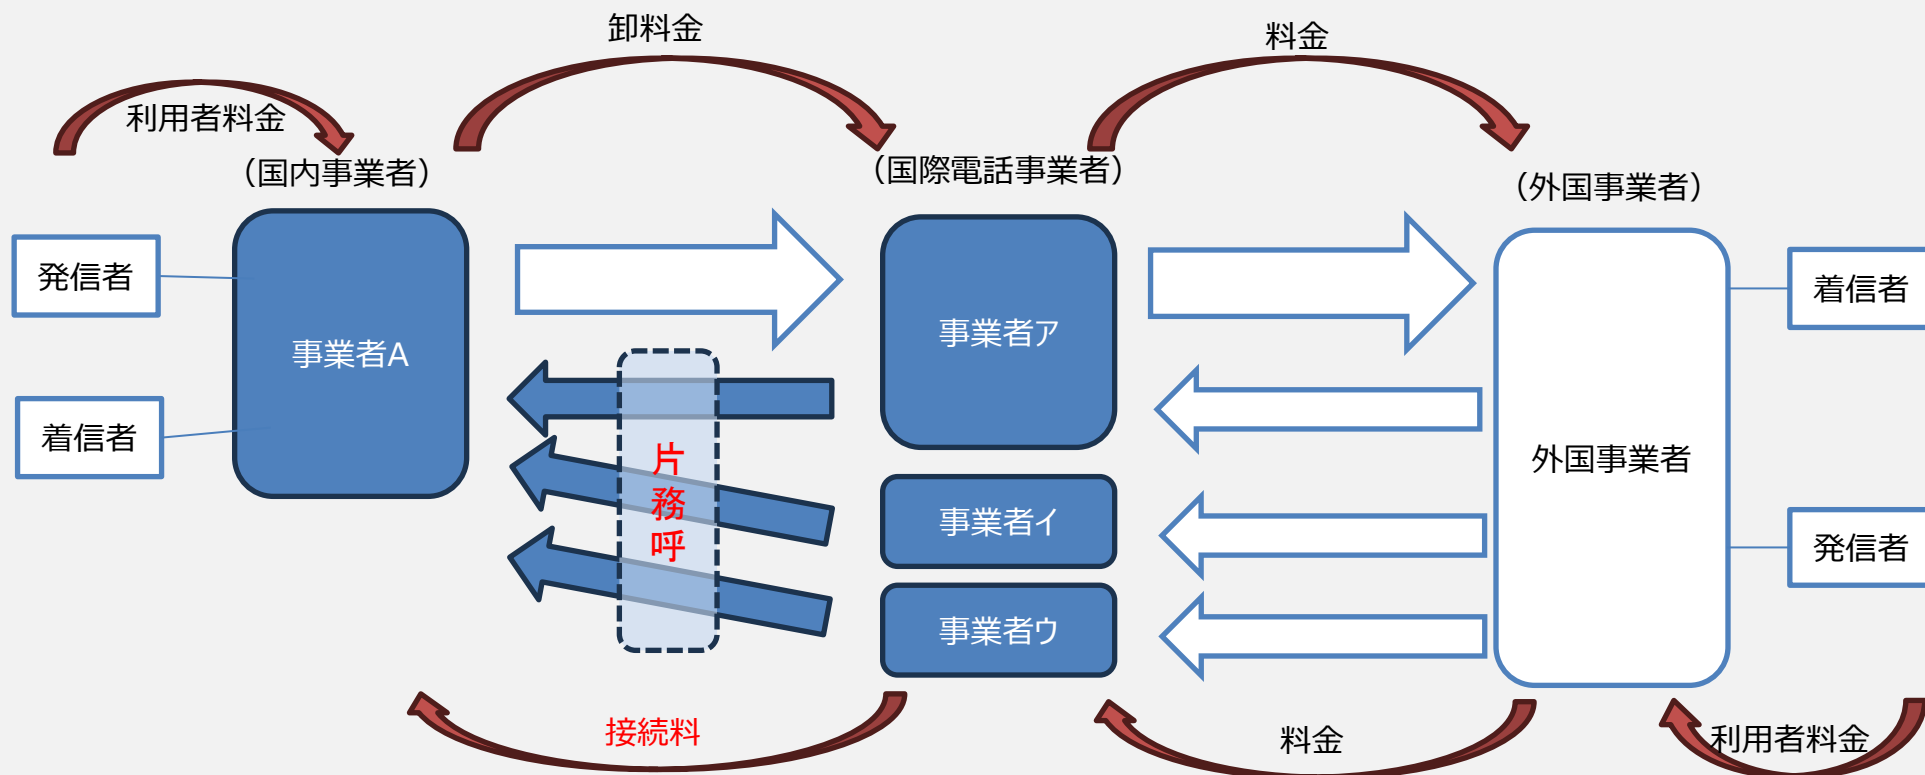 卸料金
料金
利用者料金
（国内事業者）
（国際電話事業者）
（外国事業者）
発信者
着信者
事業者A
事業者ア
着信者
片
務
呼
外国事業者
事業者イ
発信者
事業者ウ
接続料
料金
利用者料金